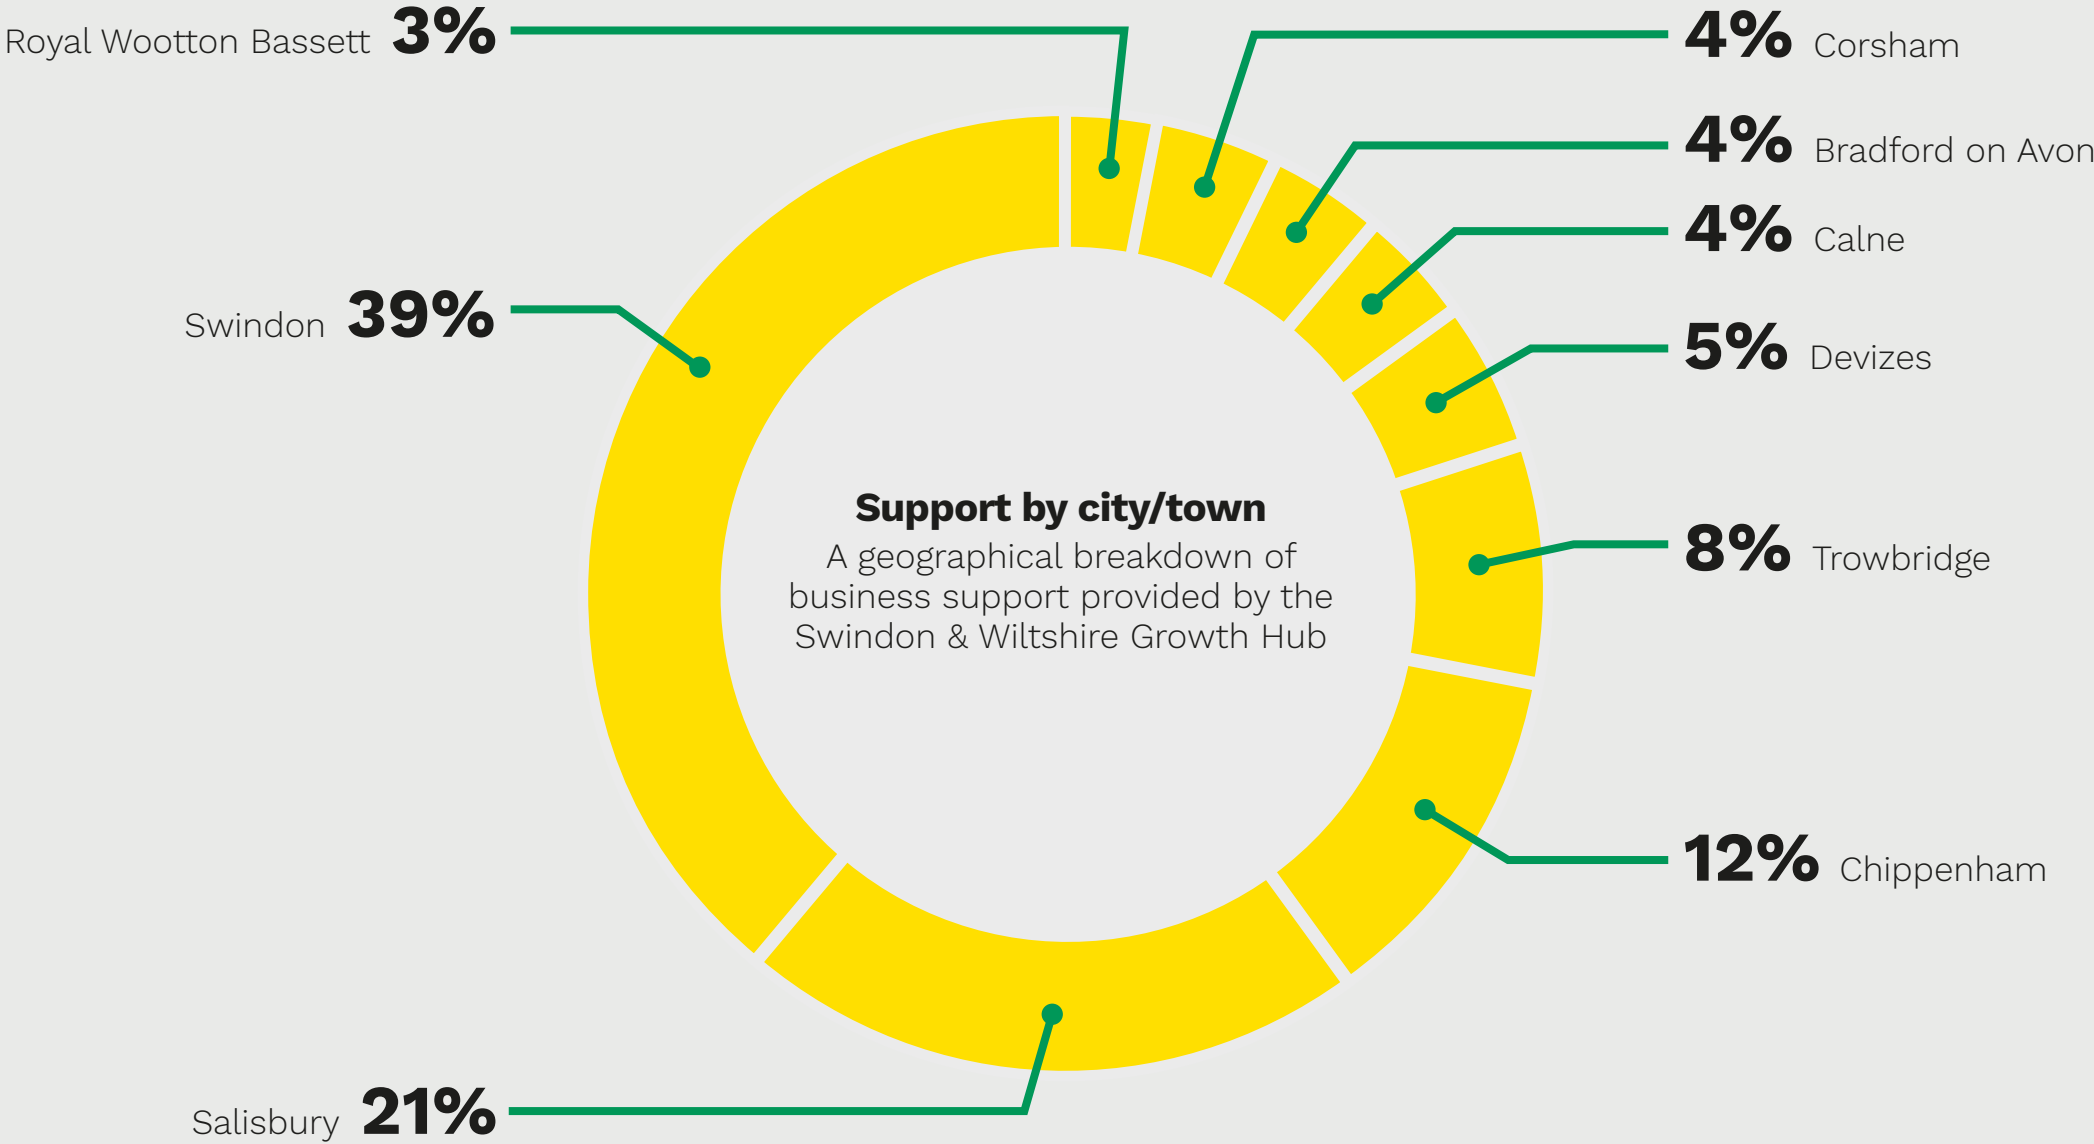 Royal Wootton Bassett 3%
4% Corsham
4% Bradford on Avon
4% Calne
Swindon 39%
5% Devizes
Support by city/town
A geographical breakdown of
business support provided by the
Swindon & Wiltshire Growth Hub
8% Trowbridge
12% Chippenham
Salisbury 21%